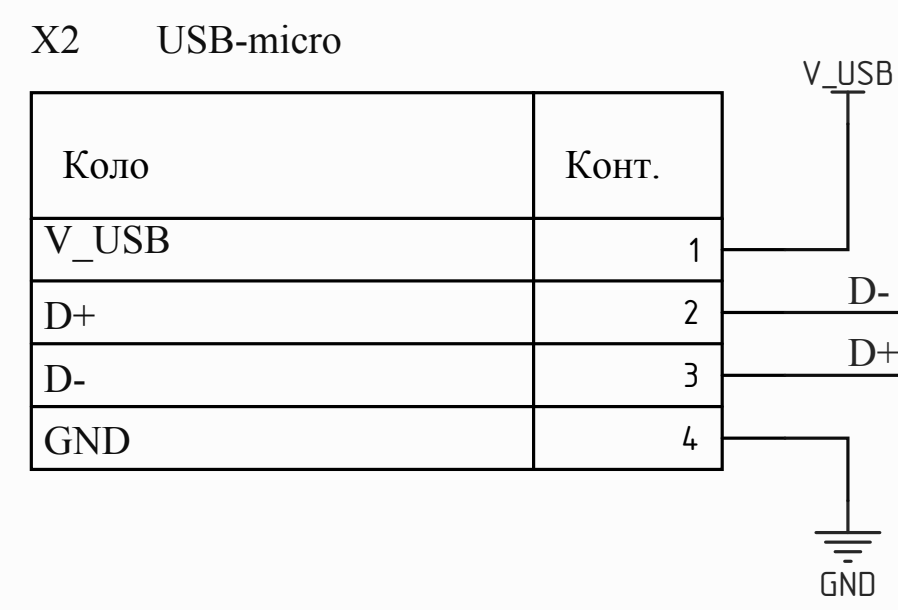 X2 USB-micro
V_USB
Коло Конт.
V_USB 1
D+ 2 D-
D- 3 D+
GND 4
GND